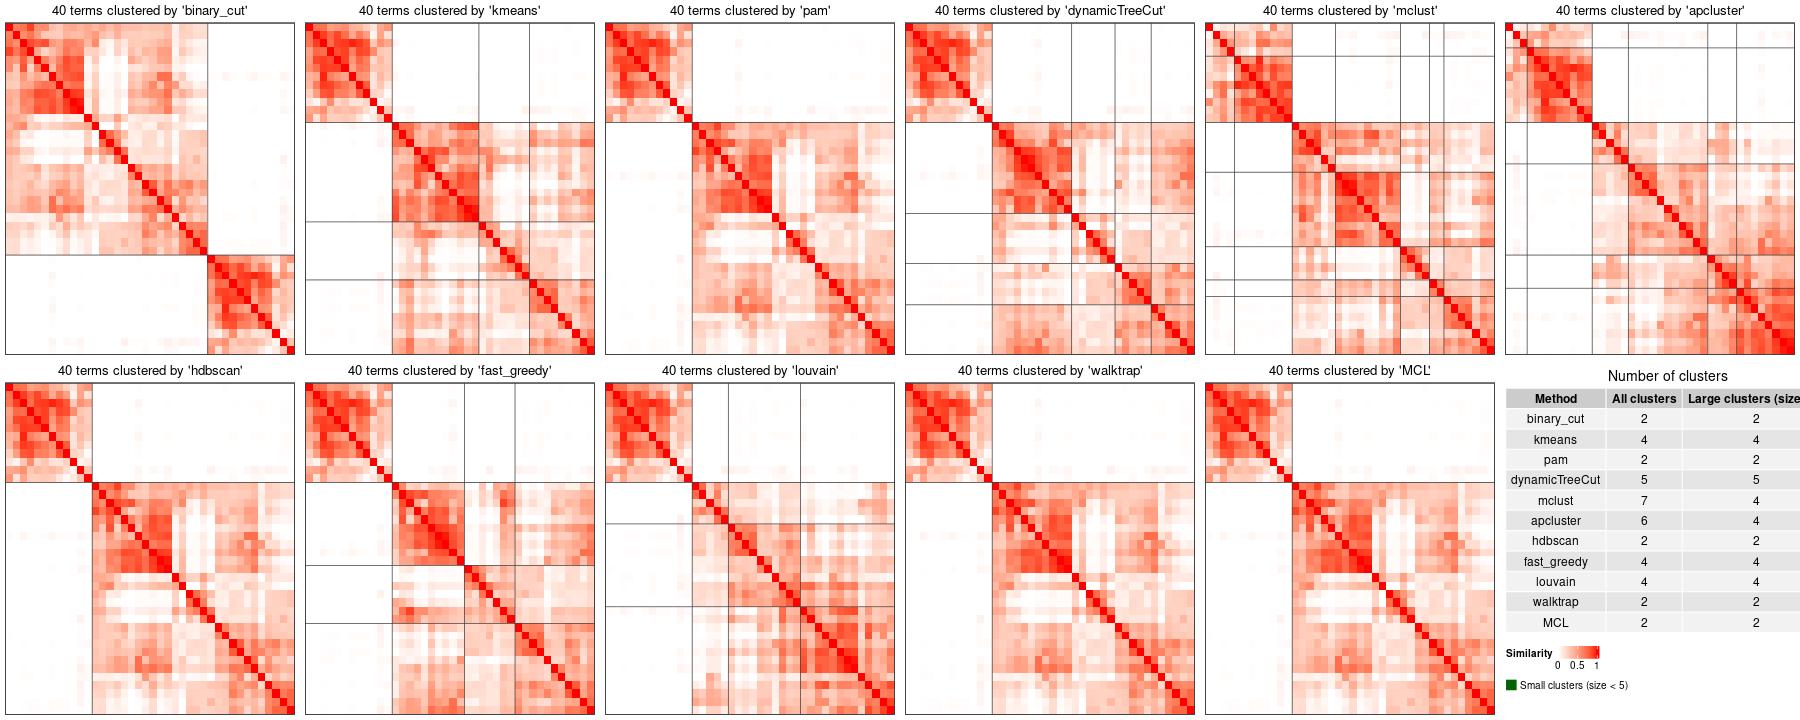 40 terms clustered by 'binary_cut'
40 terms clustered by 'kmeans'
40 terms clustered by 'pam'
40 terms clustered by 'dynamicTreeCut'
40 terms clustered by 'mclust'
40 terms clustered by 'apcluster'
40 terms clustered by 'hdbscan'
40 terms clustered by 'fast_greedy'
40 terms clustered by 'louvain'
40 terms clustered by 'walktrap'
40 terms clustered by 'MCL'
Number of clusters
Method All clusters Large clusters (size
binary_cut 2 2
kmeans 4 4
pam 2 2
dynamicTreeCut 5 5
mclust 7 4
apcluster 6 4
hdbscan 2 2
fast_greedy 4 4
louvain 4 4
walktrap 2 2
MCL 2 2
Similarity
0 0.5 1
Small clusters (size < 5)